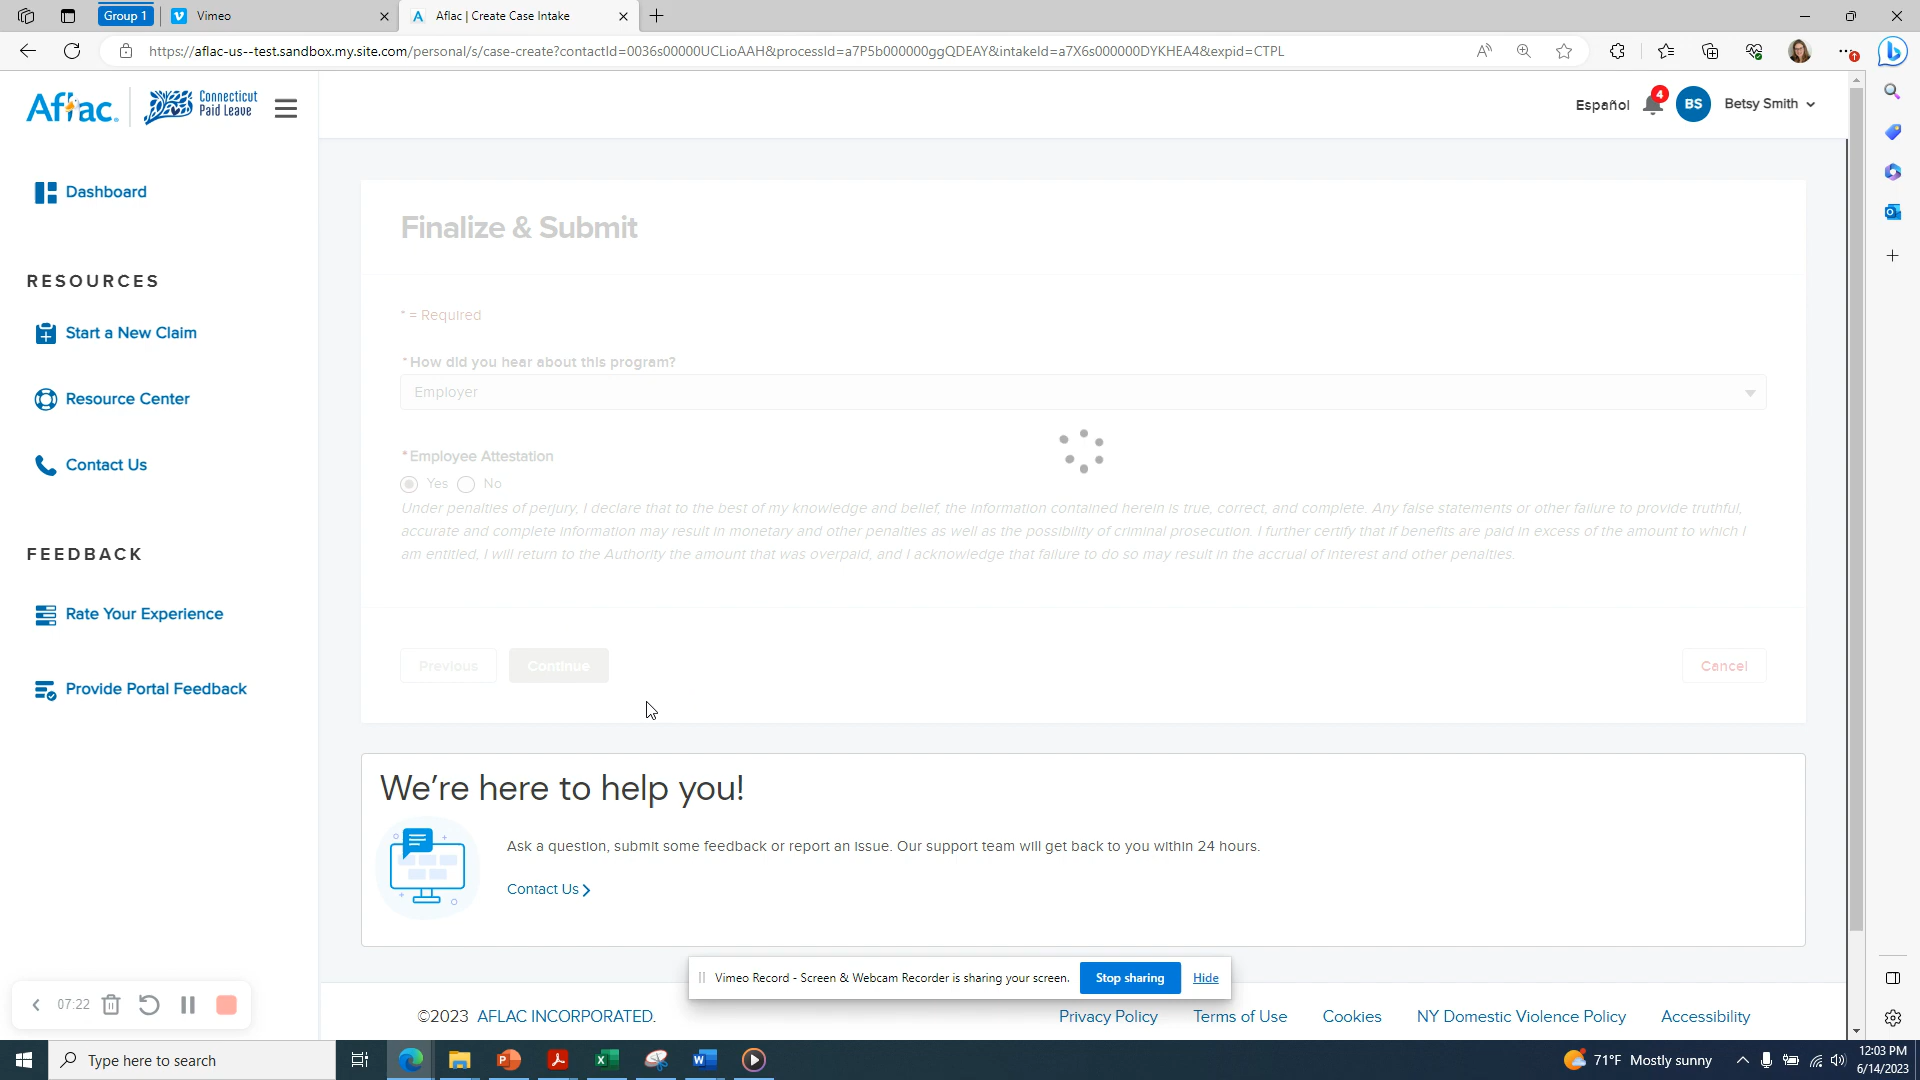 Group 1
Vimeo
Aflac | Create Case Intake
https://aflac-us--test.sandbox.my.site.com/personal/s/case-create?contactId=0036s00000UCLioAAH&processId=a7P5b000000ggQDEAY&intakeId=a7X6s000000DYKHEA4&expid=CTPL
Aflac
Connecticut
Paid Leave
Español
4
BS
Betsy Smith
Dashboard
RESOURCES
Start a New Claim
Resource Center
Contact Us
FEEDBACK
Rate Your Experience
Provide Portal Feedback
Finalize & Submit
* = Required
*How did you hear about this program?
Employer
*Employee Attestation
Yes No
Under penalties of perjury, I declare that to the best of my knowledge and belief, the information contained herein is true, correct, and complete. Any false statements or other failure to provide truthful,
accurate and complete information may result in monetary and other penalties as well as the possibility of criminal prosecution. I further certify that if benefits are paid in excess of the amount to which I
am entitled, I will return to the Authority the amount that was overpaid, and I acknowledge that failure to do so may result in the accrual of interest and other penalties.
Previous
Continue
Cancel
We're here to help you!
Ask a question, submit some feedback or report an issue. Our support team will get back to you within 24 hours.
Contact Us
Vimeo Record - Screen & Webcam Recorder is sharing your screen.
Stop sharing
Hide
07:22
©2023 AFLAC INCORPORATED.
Privacy Policy
Terms of Use
Cookies
NY Domestic Violence Policy
Accessibility
Type here to search
71°F Mostly sunny
12:03 PM
6/14/2023